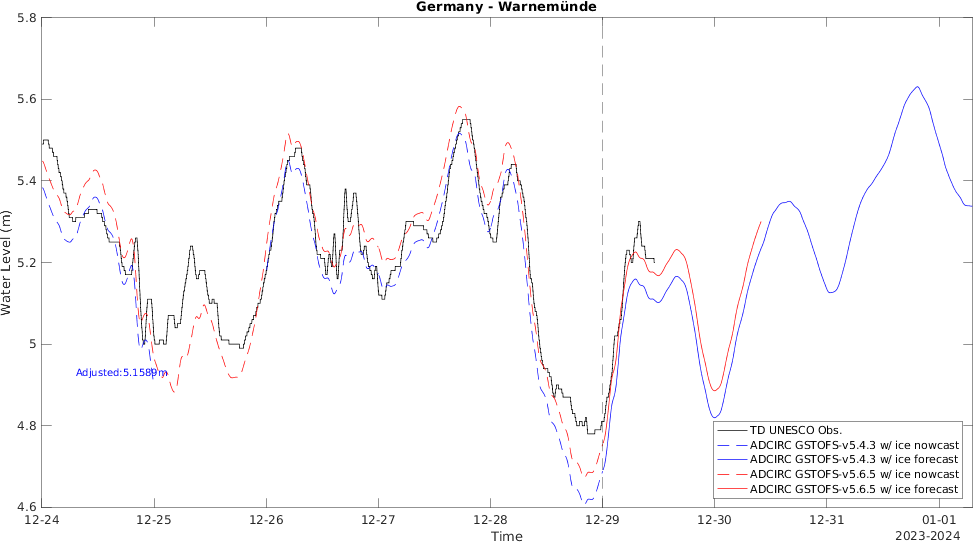 Germany - Warnemünde
5.8
5.6
5.4
5.2
5
4.8
4.6
Water Level (m)
Adjusted:5.1589m
TD UNESCO Obs.
ADCIRC GSTOFS-v5.4.3 w/ ice nowcast
ADCIRC GSTOFS-v5.4.3 w/ ice forecast
ADCIRC GSTOFS-v5.6.5 w/ ice nowcast
ADCIRC GSTOFS-v5.6.5 w/ ice forecast
12-24 12-25 12-26 12-27 12-28 12-29 12-30 12-31 01-01
Time
2023-2024